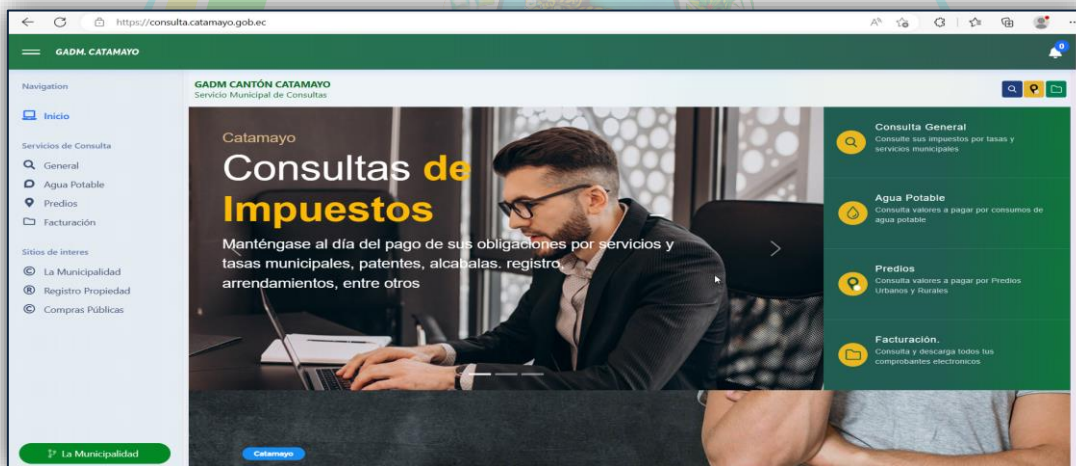 https://consulta.catamayo.gob.ec
GADM. CATAMAYO
0
Navigation
Inicio
Servicios de Consulta
General
Agua Potable
Predios
Facturación
Sitios de interes
La Municipalidad
Registro Propiedad
Compras Públicas
La Municipalidad
GADM CANTÓN CATAMAYO
Servicio Municipal de Consultas
Catamayo
Consultas de
Impuestos
Manténgase al día del pago de sus obligaciones por servicios y
tasas municipales, patentes, alcabalas. registro,
arrendamientos, entre otros
Consulta General
Consulte sus impuestos por tasas y
servicios municipales
Agua Potable
Consulta valores a pagar por consumos de
agua potable
Predios
Consulta valores a pagar por Predios
Urbanos y Rurales
Facturación.
Consulta y descarga todos tus
comprobantes electronicos
Catamayo